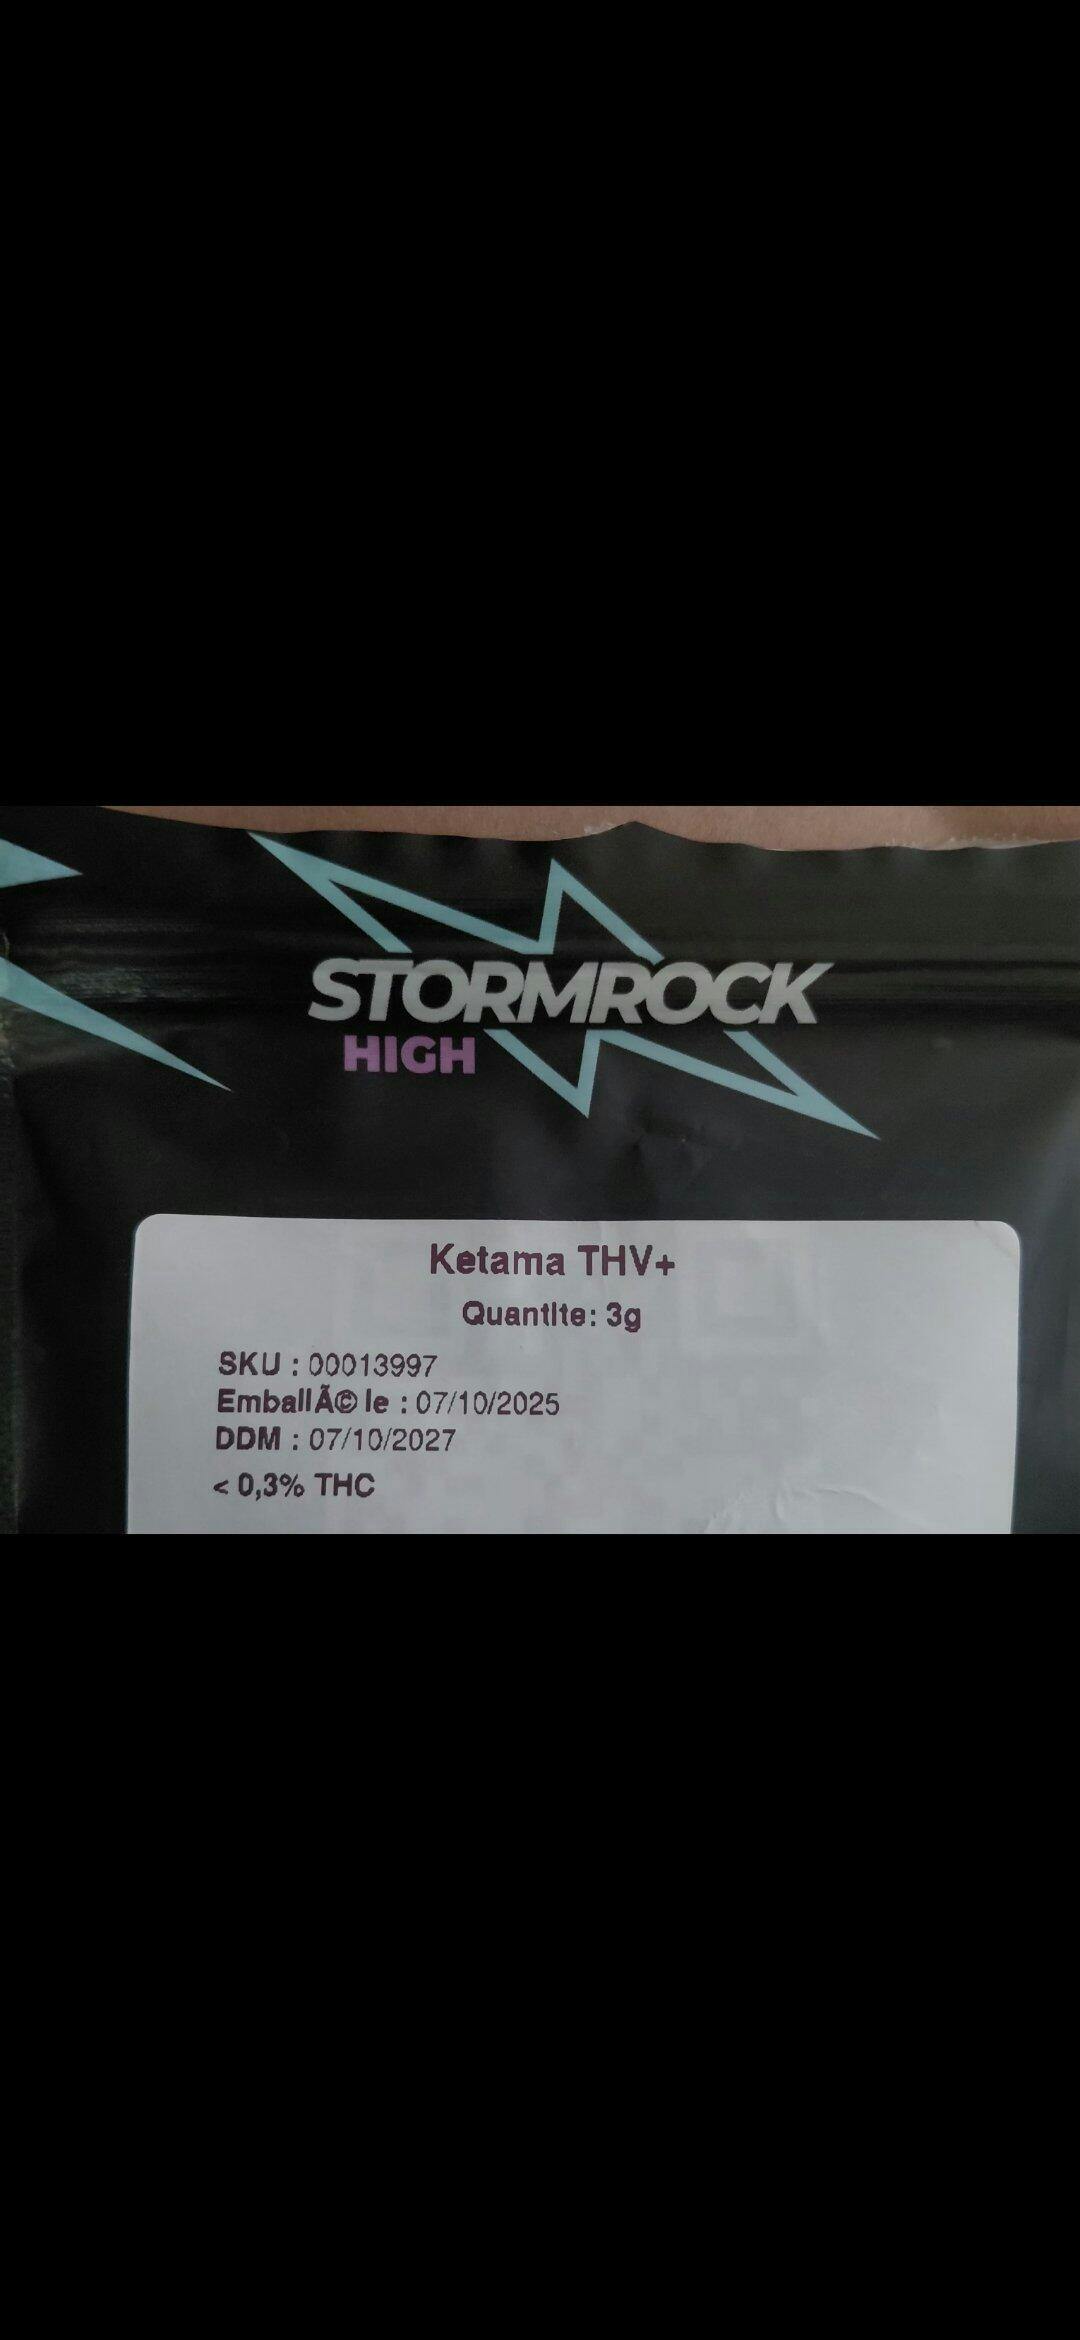 STORMROCK
HIGH
Ketama THV+
Quantite: 3g
SKU : 00013997
EmballÃ© le : 07/10/2025
DDM : 07/10/2027
< 0,3% THC